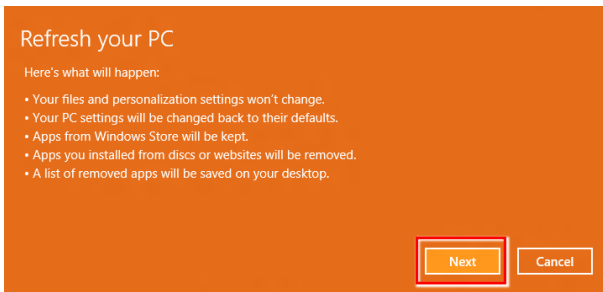 Refresh your PC
Here's what will happen:
• Your files and personalization settings won't change.
• Your PC settings will be changed back to their defaults.
• Apps from Windows Store will be kept.
• Apps you installed from discs or websites will be removed.
• A list of removed apps will be saved on your desktop.
Next Cancel